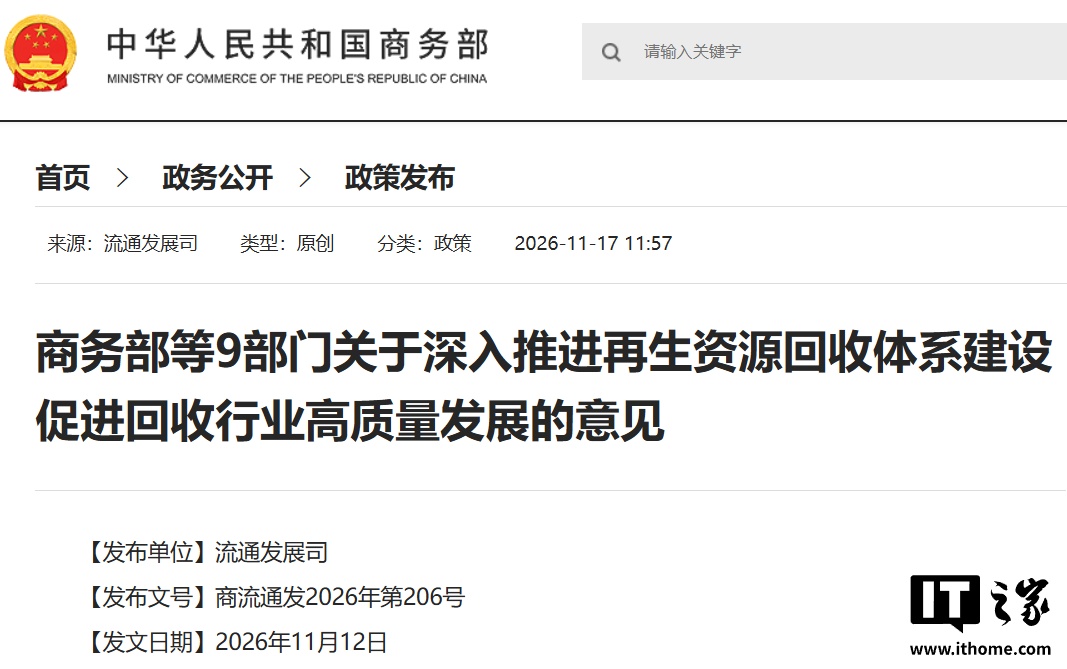 中华人民共和国商务部
MINISTRY OF COMMERCE OF THE PEOPLE'S REPUBLIC OF CHINA
请输入关键字
首页 > 政务公开 > 政策发布
来源：流通发展司 类型：原创 分类：政策 2026-11-17 11:57
商务部等9部门关于深入推进再生资源回收体系建设
促进回收行业高质量发展的意见
【发布单位】流通发展司
【发布文号】商流通发2026年第206号
【发文日期】2026年11月12日
IT之家
www.ithome.com